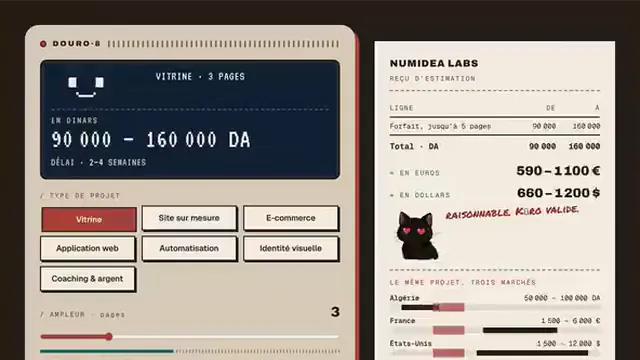 DOURO·8
VITRINE · 3 PAGES
EN DINARS
90 000 – 160 000 DA
DÉLAI · 2–4 SEMAINES
/ TYPE DE PROJET
Vitrine
Site sur mesure
E-commerce
Application web
Automatisation
Identité visuelle
Coaching & argent
/ AMPLEUR · pages
3
NUMIDEA LABS
REÇU D'ESTIMATION
LIGNE DE À
Forfait, jusqu'à 5 pages 90 000 160 000
Total · DA 90 000 160 000
≈ EN EUROS 590–1 100 €
≈ EN DOLLARS 660–1 200 $
RAISONNABLE. KURO VALIDE.
LE MÊME PROJET, TROIS MARCHÉS
Algérie 50 000 – 100 000 DA
France 1 500 – 6 000 €
États-Unis 1 500 – 12 000 $